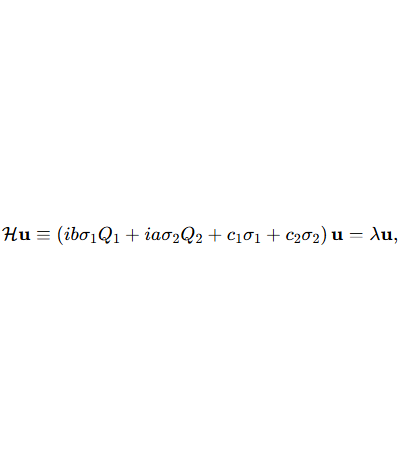 ℋ𝐮 ≡ (ibσ₁Q₁ + iaσ₂Q₂ + c₁σ₁ + c₂σ₂) 𝐮 = λ𝐮,